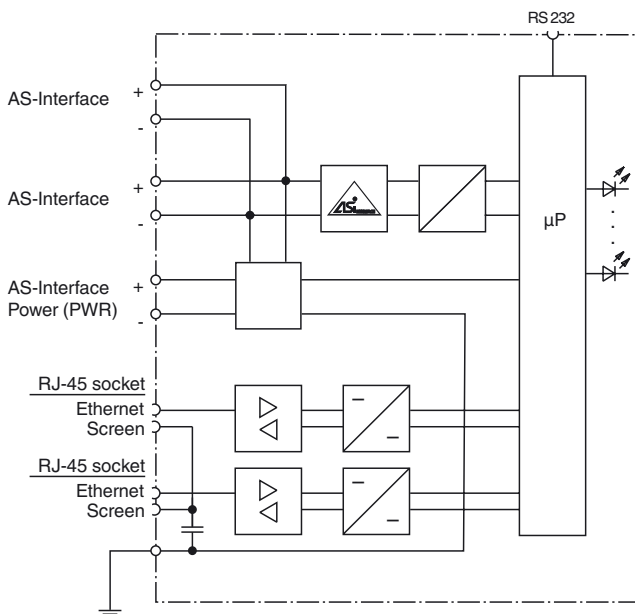 RS 232
AS-Interface
+
-
AS-Interface
+
-
µP
AS-Interface
Power (PWR)
+
-
RJ-45 socket
Ethernet
Screen
RJ-45 socket
Ethernet
Screen